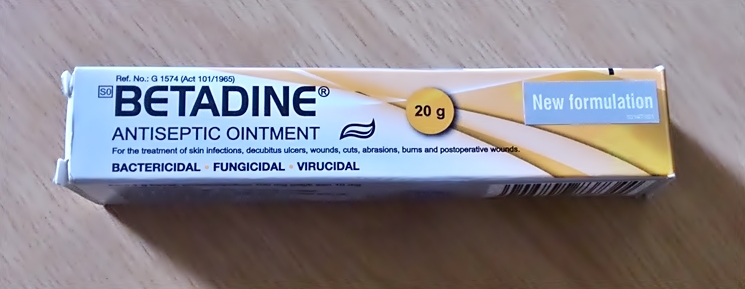 Ref. No.: G 1574 (Act 101/1965)
S0 BETADINE®
ANTISEPTIC OINTMENT
For the treatment of skin infections, decubitus ulcers, wounds, cuts, abrasions, burns and postoperative wounds.
BACTERICIDAL • FUNGICIDAL • VIRUCIDAL
20 g
New formulation